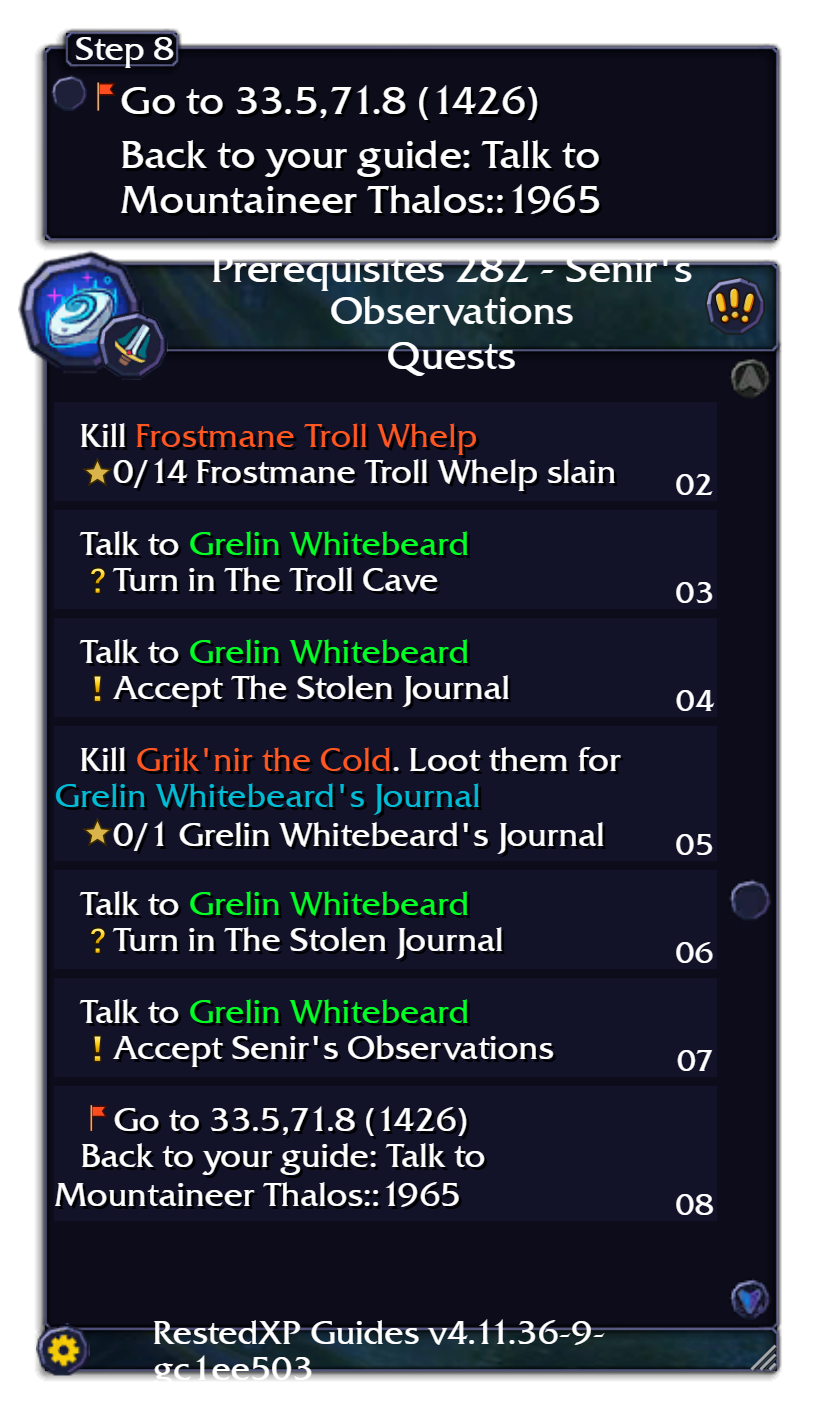 Step 8
Go to 33.5,71.8 (1426)
Back to your guide: Talk to
Mountaineer Thalos::1965
Prerequisites 282 - Senir's
Observations
Quests
Kill Frostmane Troll Whelp
0/14 Frostmane Troll Whelp slain
02
Talk to Grelin Whitebeard
? Turn in The Troll Cave
03
Talk to Grelin Whitebeard
! Accept The Stolen Journal
04
Kill Grik'nir the Cold. Loot them for
Grelin Whitebeard's Journal
0/1 Grelin Whitebeard's Journal
05
Talk to Grelin Whitebeard
? Turn in The Stolen Journal
06
Talk to Grelin Whitebeard
! Accept Senir's Observations
07
Go to 33.5,71.8 (1426)
Back to your guide: Talk to
Mountaineer Thalos::1965
08
RestedXP Guides v4.11.36-9-
gc1ee503